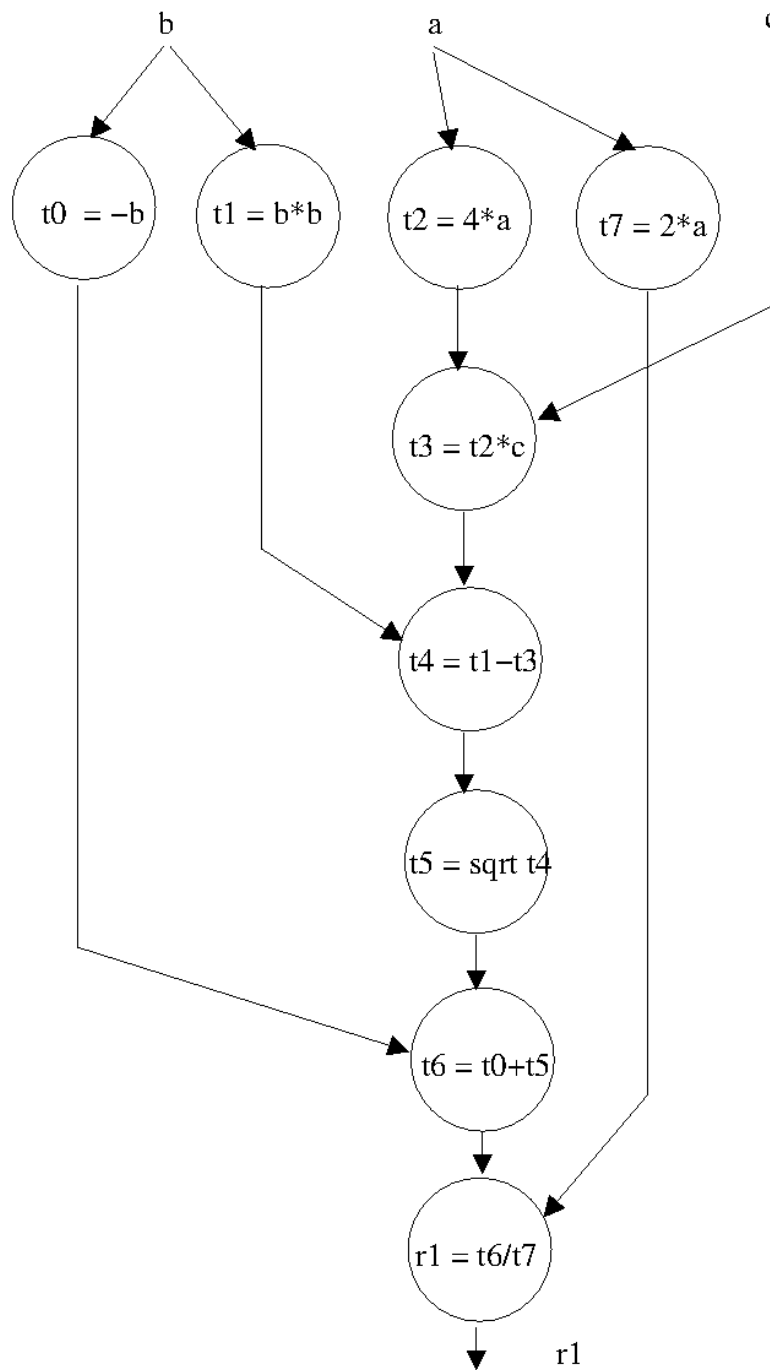 b
a
t0 = −b
t1 = b*b
t2 = 4*a
t7 = 2*a
t3 = t2*c
t4 = t1−t3
t5 = sqrt t4
t6 = t0+t5
r1 = t6/t7
r1